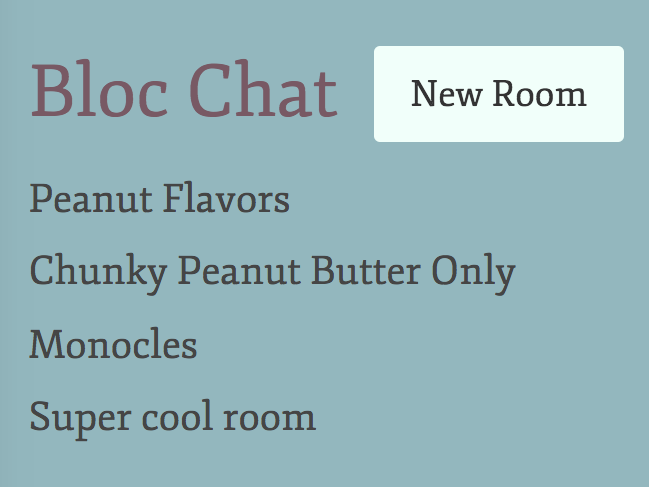 Bloc Chat
New Room
Peanut Flavors
Chunky Peanut Butter Only
Monocles
Super cool room